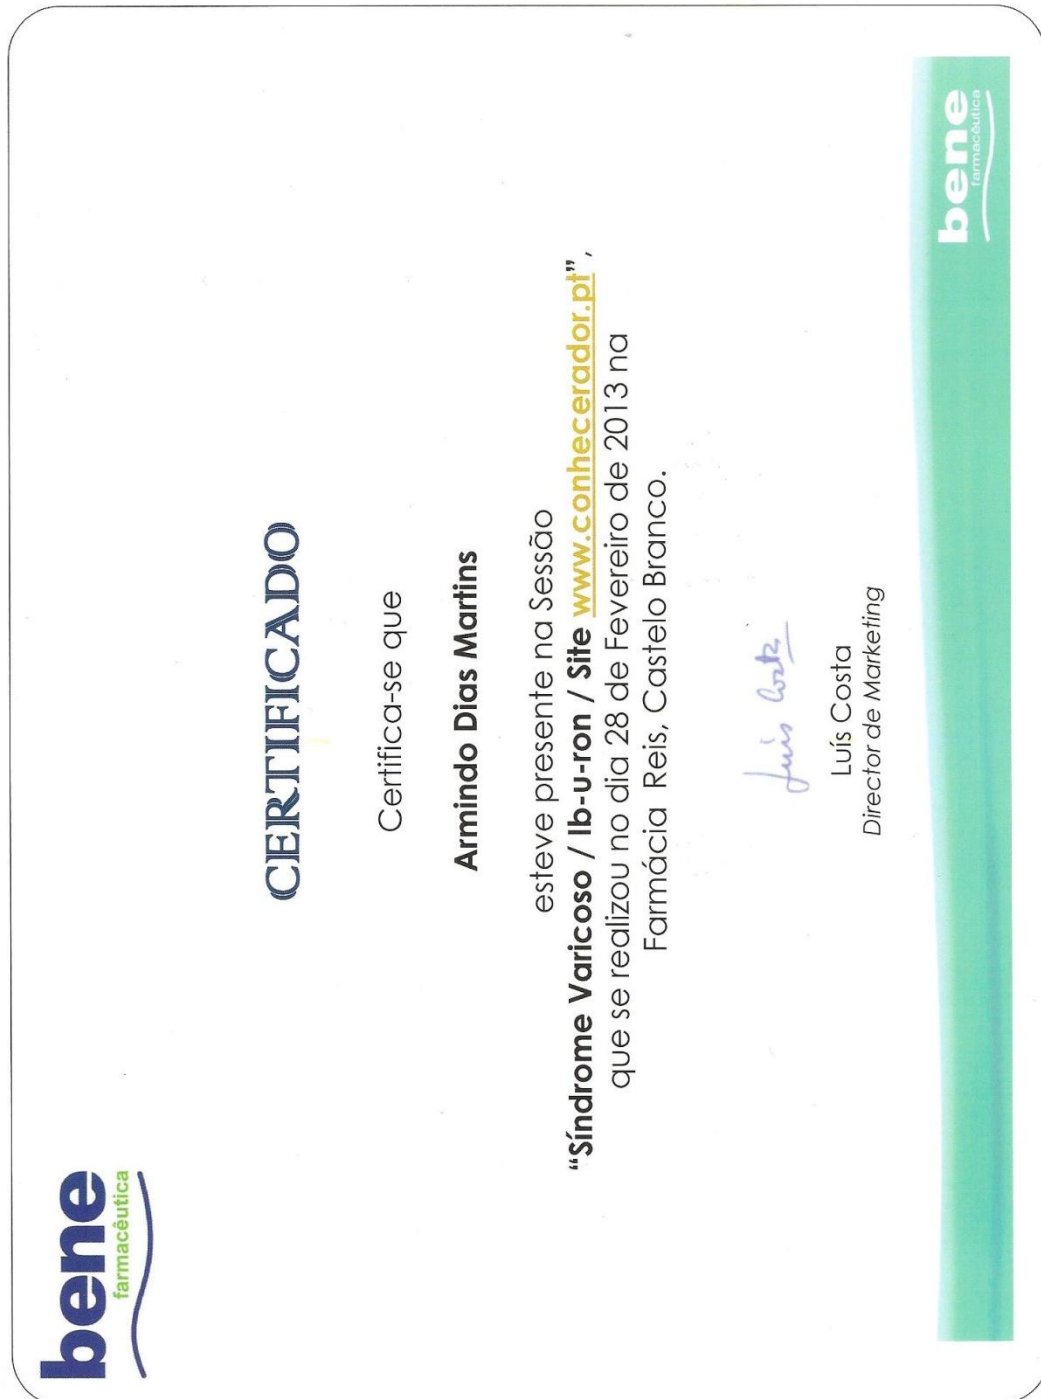 bene
farmacêutica
CERTIFICADO
Certifica-se que
Armindo Dias Martins
esteve presente na Sessão
“Síndrome Varicoso / Ib-u-ron / Site www.conhecerador.pt”,
que se realizou no dia 28 de Fevereiro de 2013 na
Farmácia Reis, Castelo Branco.
Luis Costa
Luís Costa
Director de Marketing
bene
farmacêutica